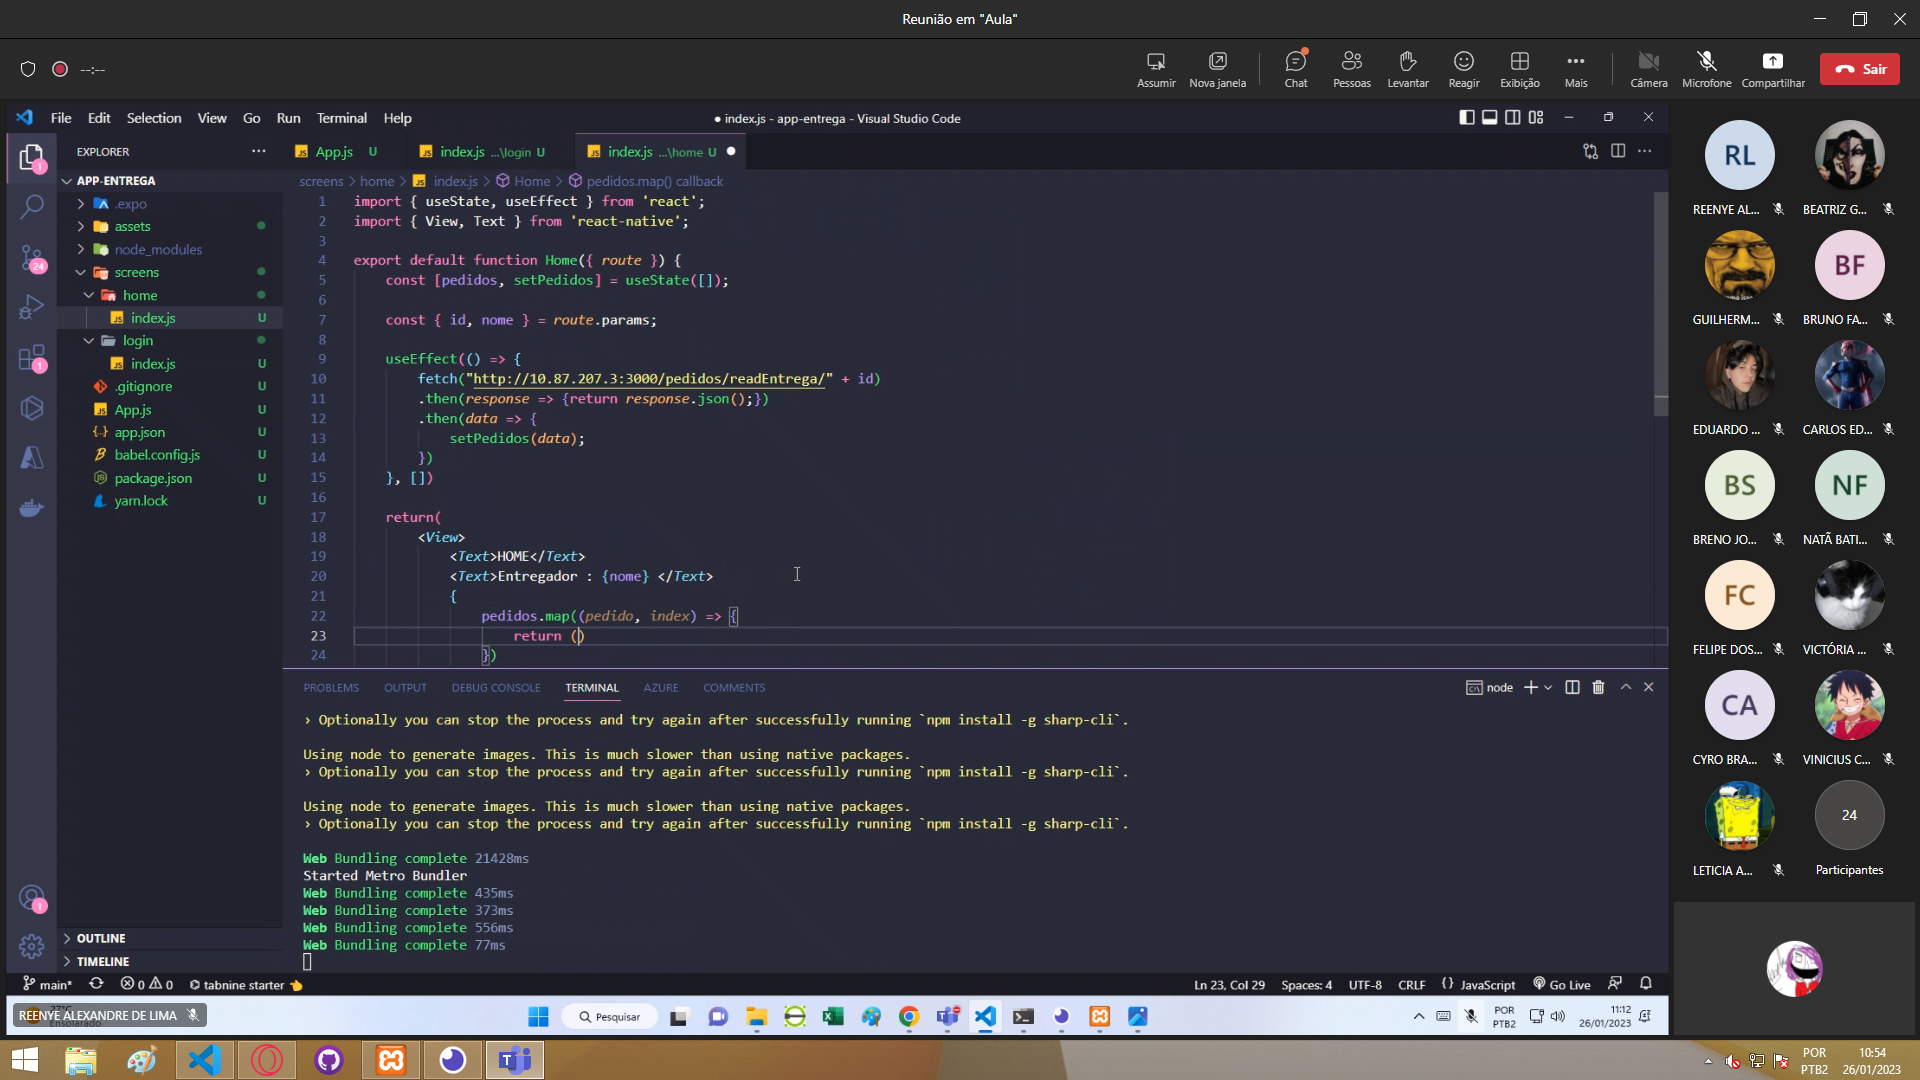 Reunião em "Aula"
--:--
Assumir
Nova janela
Chat
Pessoas
Levantar
Reagir
Exibição
Mais
Câmera
Microfone
Compartilhar
Sair
File Edit Selection View Go Run Terminal Help
● index.js - app-entrega - Visual Studio Code
EXPLORER
APP-ENTREGA
.expo
assets
node_modules
screens
home
index.js U
login
index.js U
.gitignore U
App.js U
app.json U
babel.config.js U
package.json U
yarn.lock U
OUTLINE
TIMELINE
1
24
1
1
App.js U
index.js ...\login U
index.js ...\home U
screens > home > index.js > Home > pedidos.map() callback
1 import { useState, useEffect } from 'react';
2 import { View, Text } from 'react-native';
3
4 export default function Home({ route }) {
5 const [pedidos, setPedidos] = useState([]);
6
7 const { id, nome } = route.params;
8
9 useEffect(() => {
10 fetch("http://10.87.207.3:3000/pedidos/readEntrega/" + id)
11 .then(response => {return response.json();})
12 .then(data => {
13 setPedidos(data);
14 })
15 }, [])
16
17 return(
18 <View>
19 <Text>HOME</Text>
20 <Text>Entregador : {nome} </Text>
21 {
22 pedidos.map((pedido, index) => {
23 return ()
24 })
PROBLEMS OUTPUT DEBUG CONSOLE TERMINAL AZURE COMMENTS
node
› Optionally you can stop the process and try again after successfully running `npm install -g sharp-cli`.
Using node to generate images. This is much slower than using native packages.
› Optionally you can stop the process and try again after successfully running `npm install -g sharp-cli`.
Using node to generate images. This is much slower than using native packages.
› Optionally you can stop the process and try again after successfully running `npm install -g sharp-cli`.
Web Bundling complete 21428ms
Started Metro Bundler
Web Bundling complete 435ms
Web Bundling complete 373ms
Web Bundling complete 556ms
Web Bundling complete 77ms
main* 0 0 tabnine starter
Ln 23, Col 29 Spaces: 4 UTF-8 CRLF JavaScript Go Live
REENYE ALEXANDRE DE LIMA
Pesquisar
POR
PTB2
11:12
26/01/2023
RL
REENYE AL...
BEATRIZ G...
GUILHERM...
BF
BRUNO FA...
EDUARDO ...
CARLOS ED...
BS
BRENO JO...
NF
NATÃ BATI...
FC
FELIPE DOS...
VICTÓRIA ...
CA
CYRO BRA...
VINICIUS C...
LETICIA A...
24
Participantes
POR
PTB2
10:54
26/01/2023